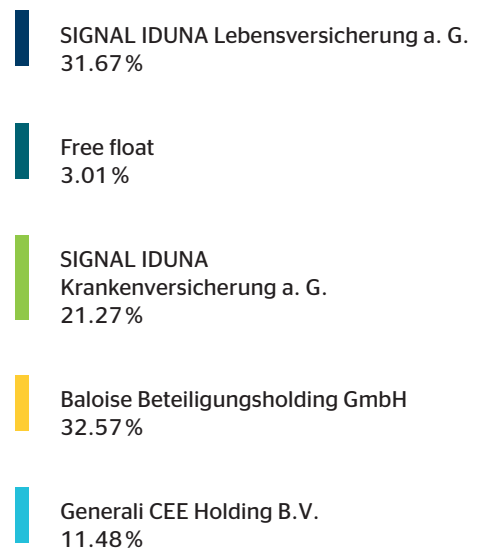 SIGNAL IDUNA Lebensversicherung a. G.
31.67 %
Free float
3.01 %
SIGNAL IDUNA
Krankenversicherung a. G.
21.27 %
Baloise Beteiligungsholding GmbH
32.57 %
Generali CEE Holding B.V.
11.48 %